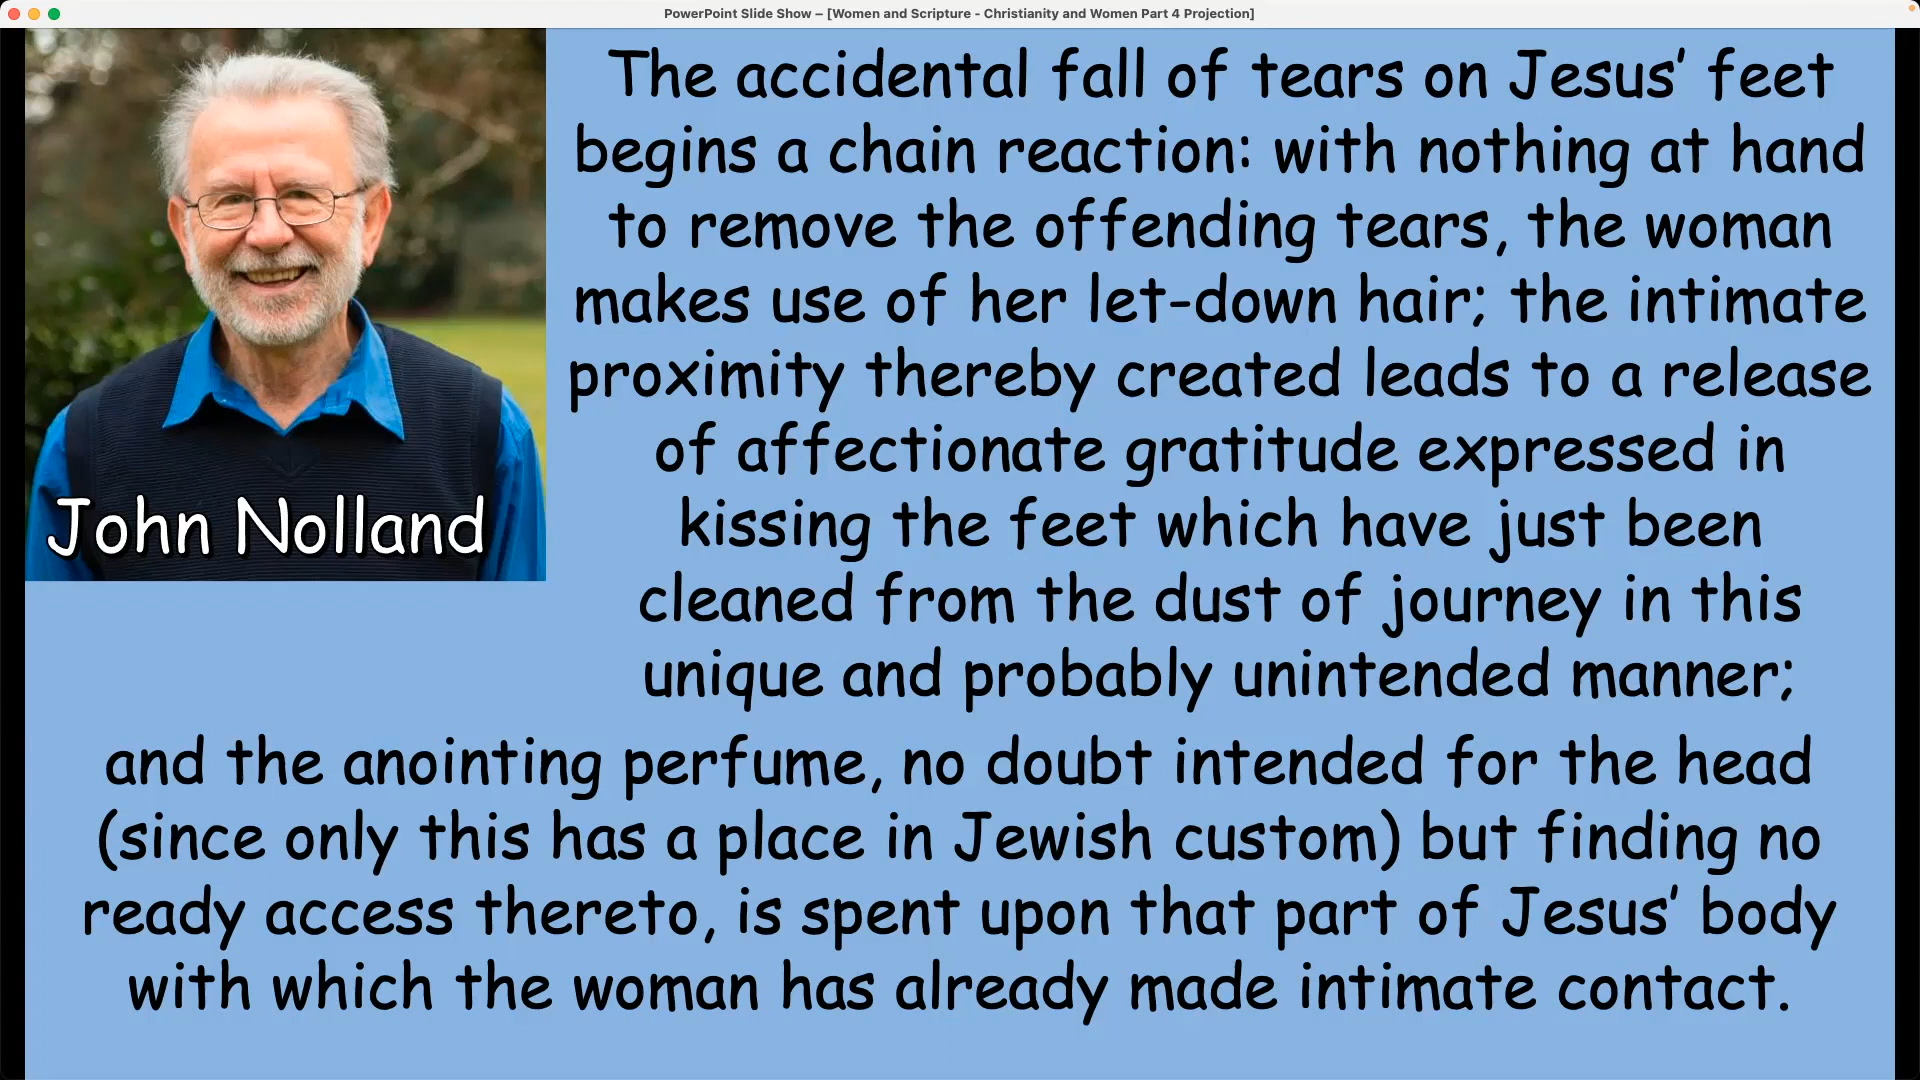 PowerPoint Slide Show – [Women and Scripture - Christianity and Women Part 4 Projection]
The accidental fall of tears on Jesus’ feet
begins a chain reaction: with nothing at hand
to remove the offending tears, the woman
makes use of her let-down hair; the intimate
proximity thereby created leads to a release
of affectionate gratitude expressed in
kissing the feet which have just been
cleaned from the dust of journey in this
unique and probably unintended manner;
John Nolland
and the anointing perfume, no doubt intended for the head
(since only this has a place in Jewish custom) but finding no
ready access thereto, is spent upon that part of Jesus’ body
with which the woman has already made intimate contact.